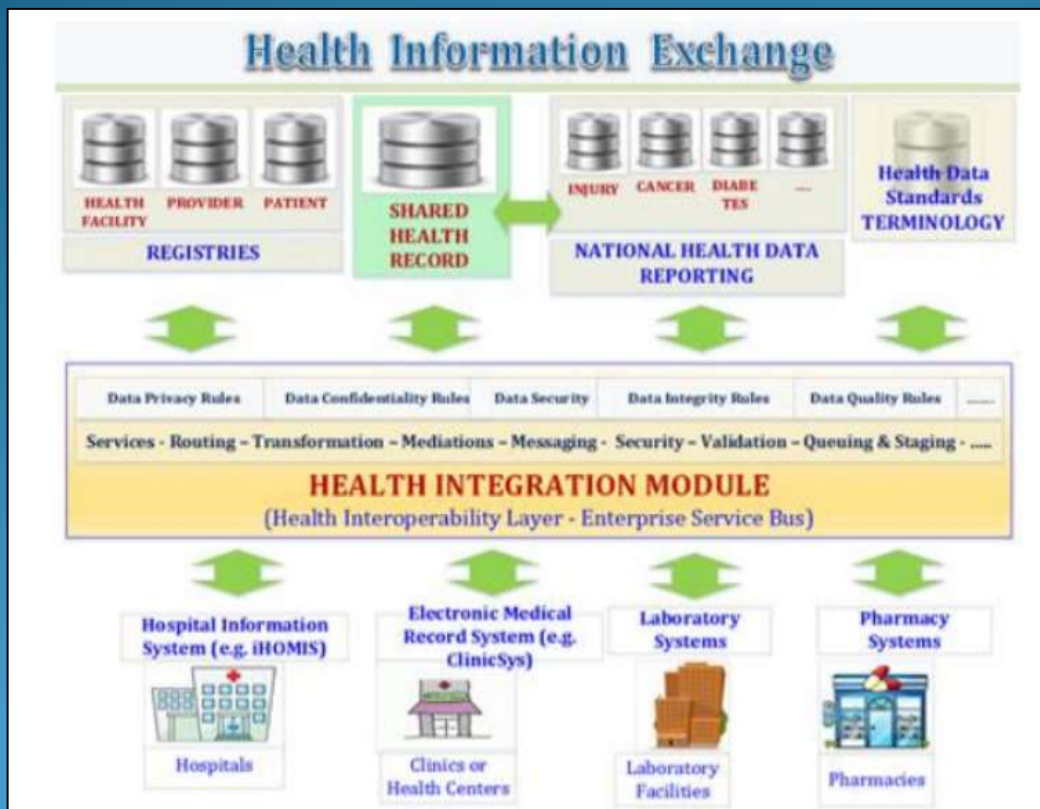 Health Information Exchange
HEALTH
FACILITY
PROVIDER
PATIENT
REGISTRIES
SHARED
HEALTH
RECORD
INJURY
CANCER
DIABE
TES
....
NATIONAL HEALTH DATA
REPORTING
Health Data
Standards
TERMINOLOGY
Data Privacy Rules
Data Confidentiality Rules
Data Security
Data Integrity Rules
Data Quality Rules
.......
Services - Routing – Transformation – Mediations – Messaging - Security – Validation – Queuing & Staging - .....
HEALTH INTEGRATION MODULE
(Health Interoperability Layer - Enterprise Service Bus)
Hospital Information
System (e.g. iHOMIS)
Hospitals
Electronic Medical
Record System (e.g.
ClinicSys)
Clinics or
Health Centers
Laboratory
Systems
Laboratory
Facilities
Pharmacy
Systems
Pharmacies